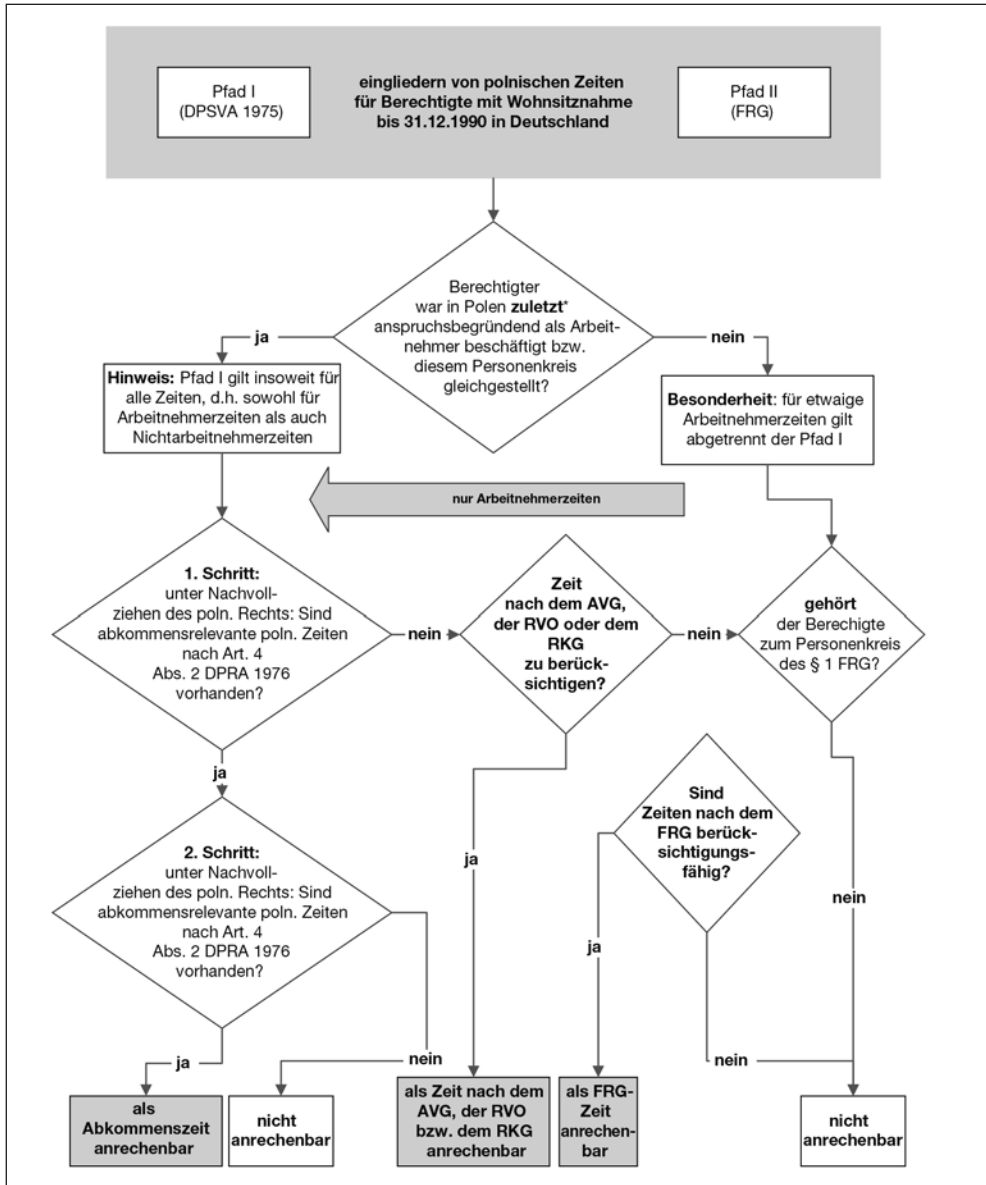 Pfad I
(DPSVA 1975)
eingliedern von polnischen Zeiten
für Berechtigte mit Wohnsitznahme
bis 31.12.1990 in Deutschland
Pfad II
(FRG)
Berechtigter
war in Polen zuletzt*
anspruchsbegründend als Arbeit-
nehmer beschäftigt bzw.
diesem Personenkreis
gleichgestellt?
ja
nein
Hinweis: Pfad I gilt insoweit für
alle Zeiten, d.h. sowohl für
Arbeitnehmerzeiten als auch
Nichtarbeitnehmerzeiten
Besonderheit: für etwaige
Arbeitnehmerzeiten gilt
abgetrennt der Pfad I
nur Arbeitnehmerzeiten
1. Schritt:
unter Nachvoll-
ziehen des poln. Rechts: Sind
abkommensrelevante poln. Zeiten
nach Art. 4
Abs. 2 DPRA 1976
vorhanden?
nein
Zeit
nach dem AVG,
der RVO oder dem
RKG
zu berück-
sichtigen?
nein
gehört
der Berechigte
zum Personenkreis
des § 1 FRG?
ja
2. Schritt:
unter Nachvoll-
ziehen des poln. Rechts: Sind
abkommensrelevante poln. Zeiten
nach Art. 4
Abs. 2 DPRA 1976
vorhanden?
ja
Sind
Zeiten nach dem
FRG berück-
sichtigungs-
fähig?
nein
ja
ja
nein
nein
als
Abkommenszeit
anrechenbar
nicht
anrechenbar
als Zeit nach dem
AVG, der RVO
bzw. dem RKG
anrechenbar
als FRG-
Zeit
anrechen-
bar
nicht
anrechenbar